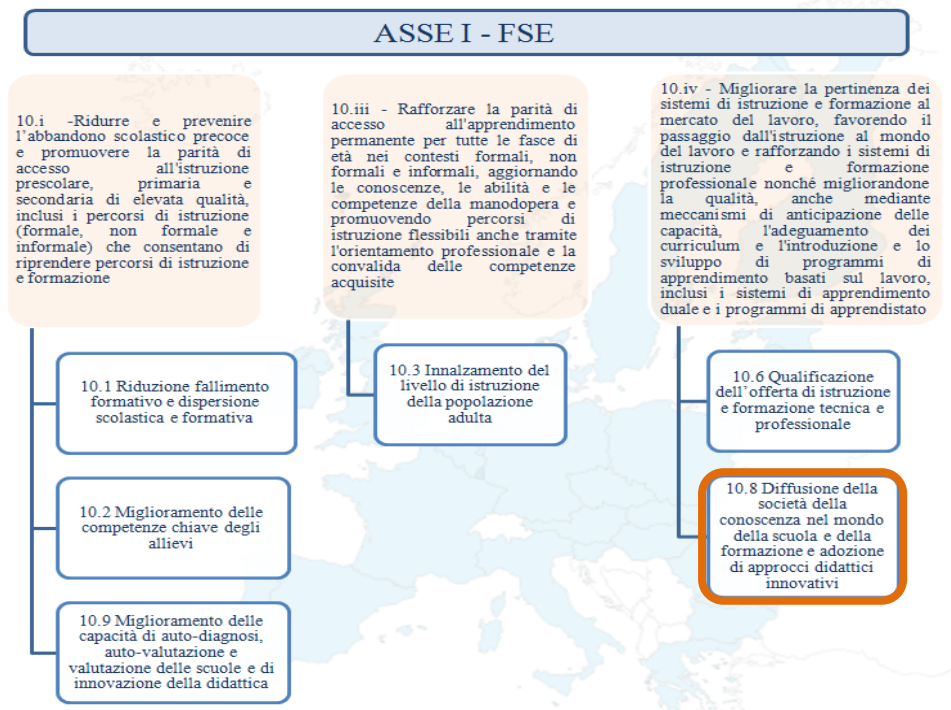 ASSE I - FSE
10.i -Ridurre e prevenire
l’abbandono scolastico precoce
e promuovere la parità di
accesso all'istruzione
prescolare, primaria e
secondaria di elevata qualità,
inclusi i percorsi di istruzione
(formale, non formale e
informale) che consentano di
riprendere percorsi di istruzione
e formazione
10.1 Riduzione fallimento
formativo e dispersione
scolastica e formativa
10.2 Miglioramento delle
competenze chiave degli
allievi
10.9 Miglioramento delle
capacità di auto-diagnosi,
auto-valutazione e
valutazione delle scuole e di
innovazione della didattica
10.iii - Rafforzare la parità di
accesso all'apprendimento
permanente per tutte le fasce di
età nei contesti formali, non
formali e informali, aggiornando
le conoscenze, le abilità e le
competenze della manodopera e
promuovendo percorsi di
istruzione flessibili anche tramite
l'orientamento professionale e la
convalida delle competenze
acquisite
10.3 Innalzamento del
livello di istruzione
della popolazione
adulta
10.iv - Migliorare la pertinenza dei
sistemi di istruzione e formazione al
mercato del lavoro, favorendo il
passaggio dall'istruzione al mondo
del lavoro e rafforzando i sistemi di
istruzione e formazione
professionale nonché migliorandone
la qualità, anche mediante
meccanismi di anticipazione delle
capacità, l'adeguamento dei
curriculum e l'introduzione e lo
sviluppo di programmi di
apprendimento basati sul lavoro,
inclusi i sistemi di apprendimento
duale e i programmi di apprendistato
10.6 Qualificazione
dell’offerta di istruzione
e formazione tecnica e
professionale
10.8 Diffusione della
società della
conoscenza nel mondo
della scuola e della
formazione e adozione
di approcci didattici
innovativi